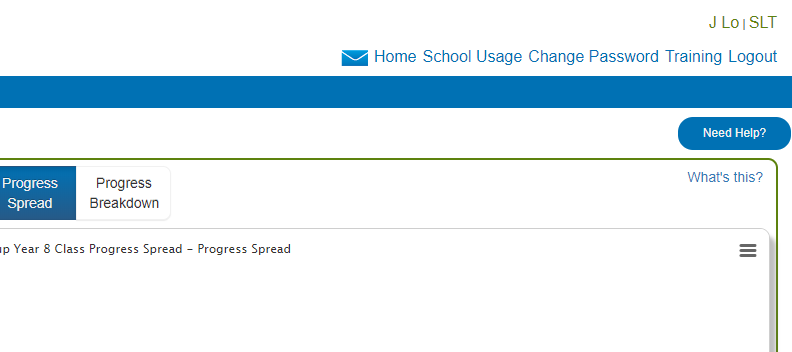 J Lo | SLT
Home School Usage Change Password Training Logout
Need Help?
Progress Spread
Progress Breakdown
What's this?
Year 8 Class Progress Spread - Progress Spread